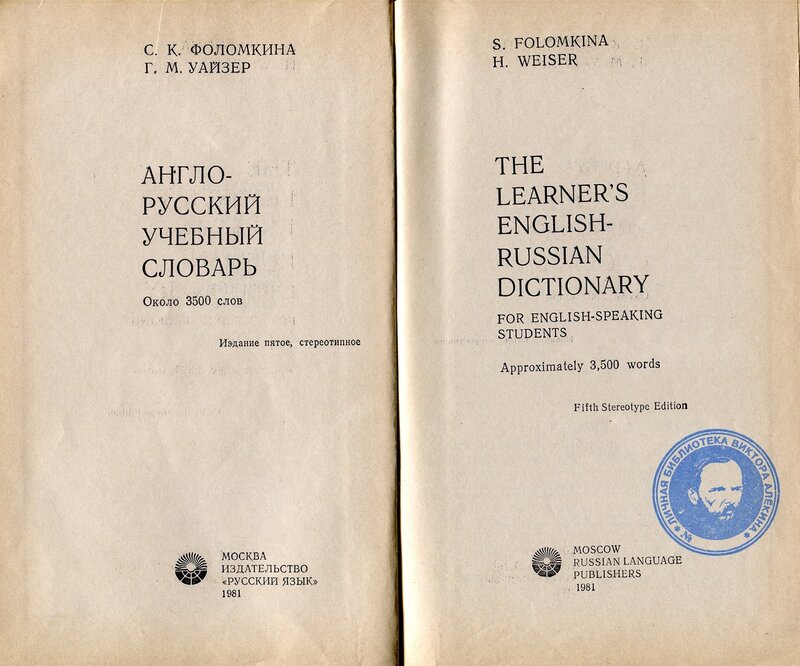 С. К. ФОЛОМКИНА
Г. М. УАЙЗЕР
АНГЛО-
РУССКИЙ
УЧЕБНЫЙ
СЛОВАРЬ
Около 3500 слов
Издание пятое, стереотипное
МОСКВА
ИЗДАТЕЛЬСТВО
«РУССКИЙ ЯЗЫК»
1981
S. FOLOMKINA
H. WEISER
THE
LEARNER'S
ENGLISH-
RUSSIAN
DICTIONARY
FOR ENGLISH-SPEAKING
STUDENTS
Approximately 3,500 words
Fifth Stereotype Edition
ЛИЧНАЯ БИБЛИОТЕКА ВИКТОРА АЛЁКИНА
№
MOSCOW
RUSSIAN LANGUAGE
PUBLISHERS
1981